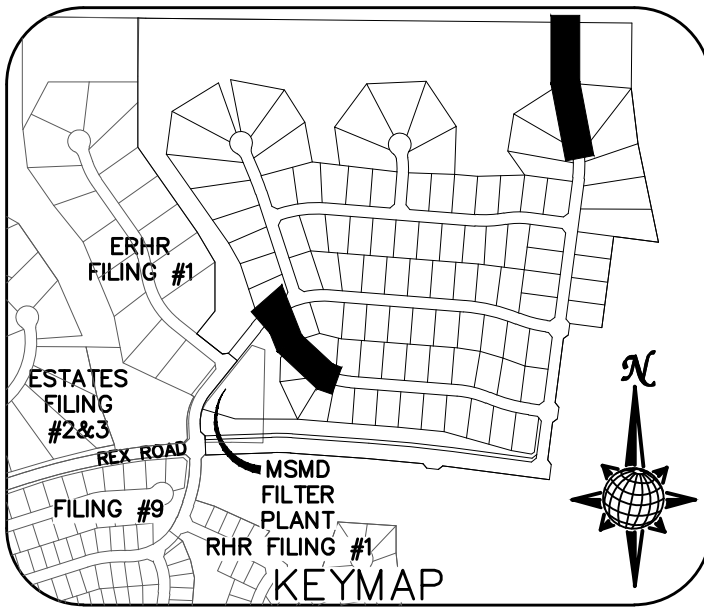 N
ERHR
FILING #1
ESTATES
FILING
#2&3
REX ROAD
FILING #9
MSMD
FILTER
PLANT
RHR FILING #1
KEYMAP